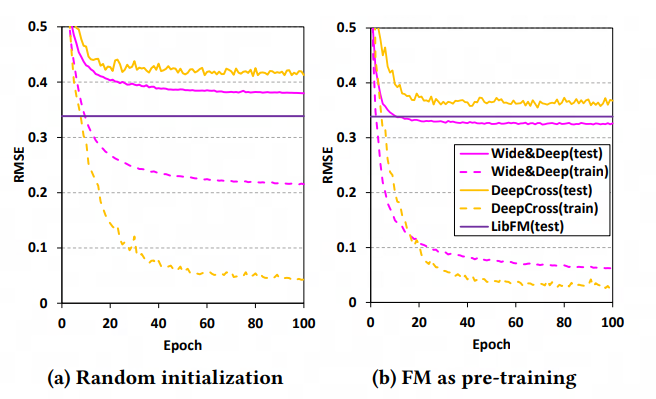 0.5
0.4
0.3
0.2
0.1
0
RMSE
0 20 40 60 80 100
Epoch
(a) Random initialization
0.5
0.4
0.3
0.2
0.1
0
RMSE
Wide&Deep(test)
Wide&Deep(train)
DeepCross(test)
DeepCross(train)
LibFM(test)
0 20 40 60 80 100
Epoch
(b) FM as pre-training